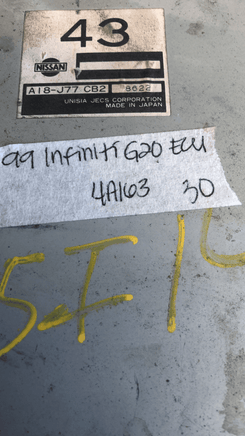 43
NISSAN
A18-J77 CB2 8622
UNISIA JECS CORPORATION
MADE IN JAPAN
99 Infiniti G20 ECU
4A163 30